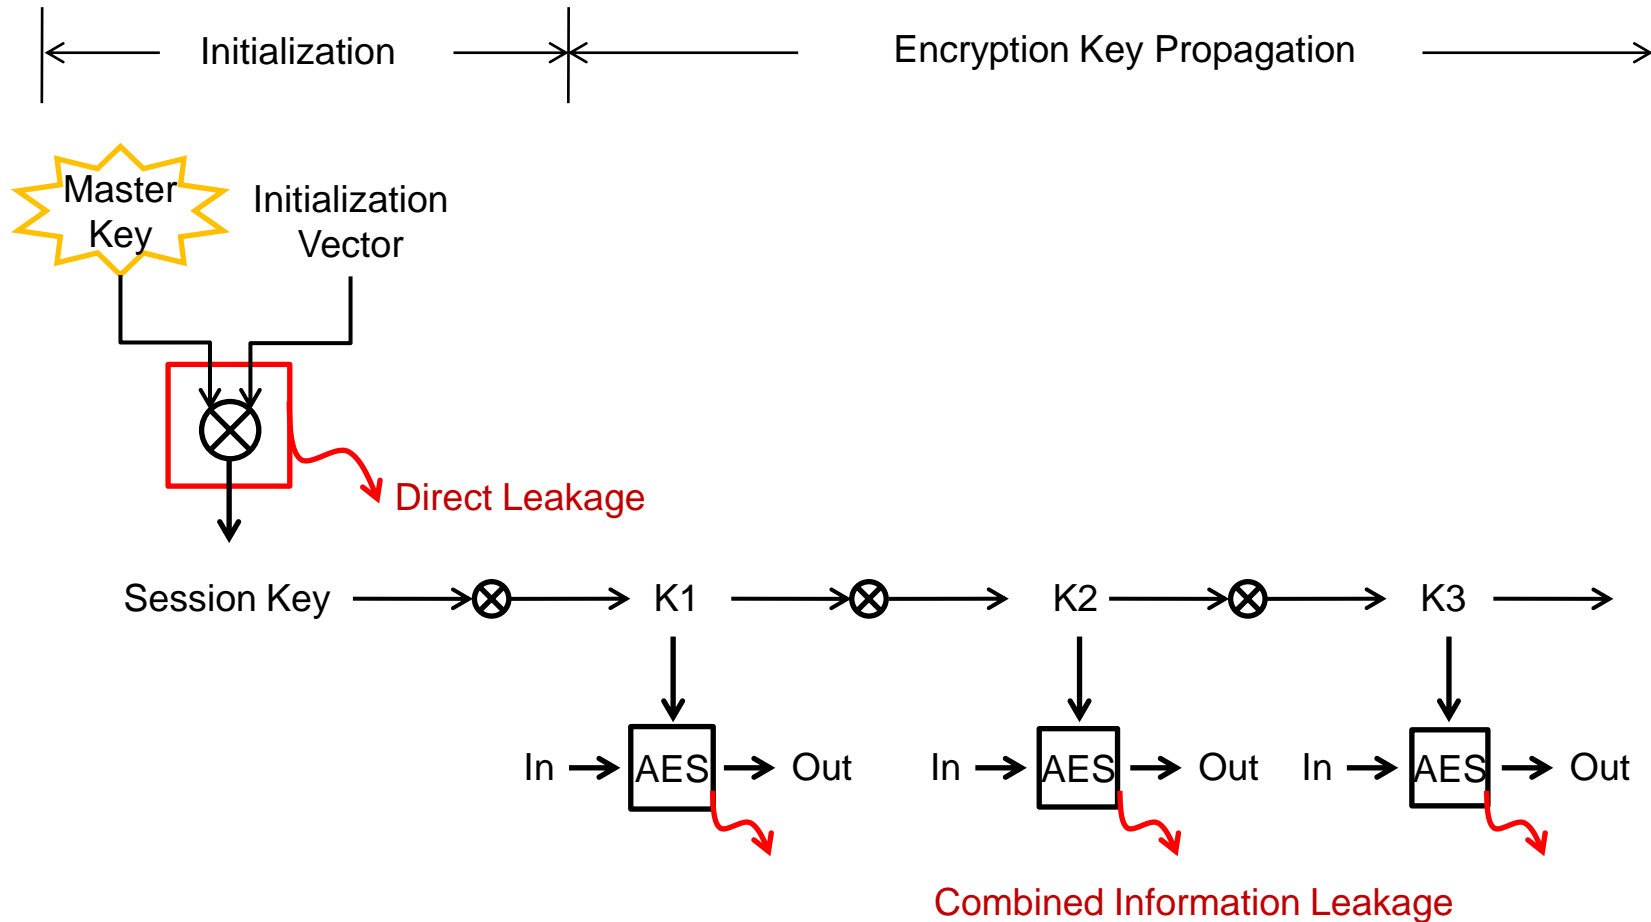 Initialization
Encryption Key Propagation
Master
Key
Initialization
Vector
Direct Leakage
Session Key
K1
K2
K3
In
AES
Out
In
AES
Out
In
AES
Out
Combined Information Leakage